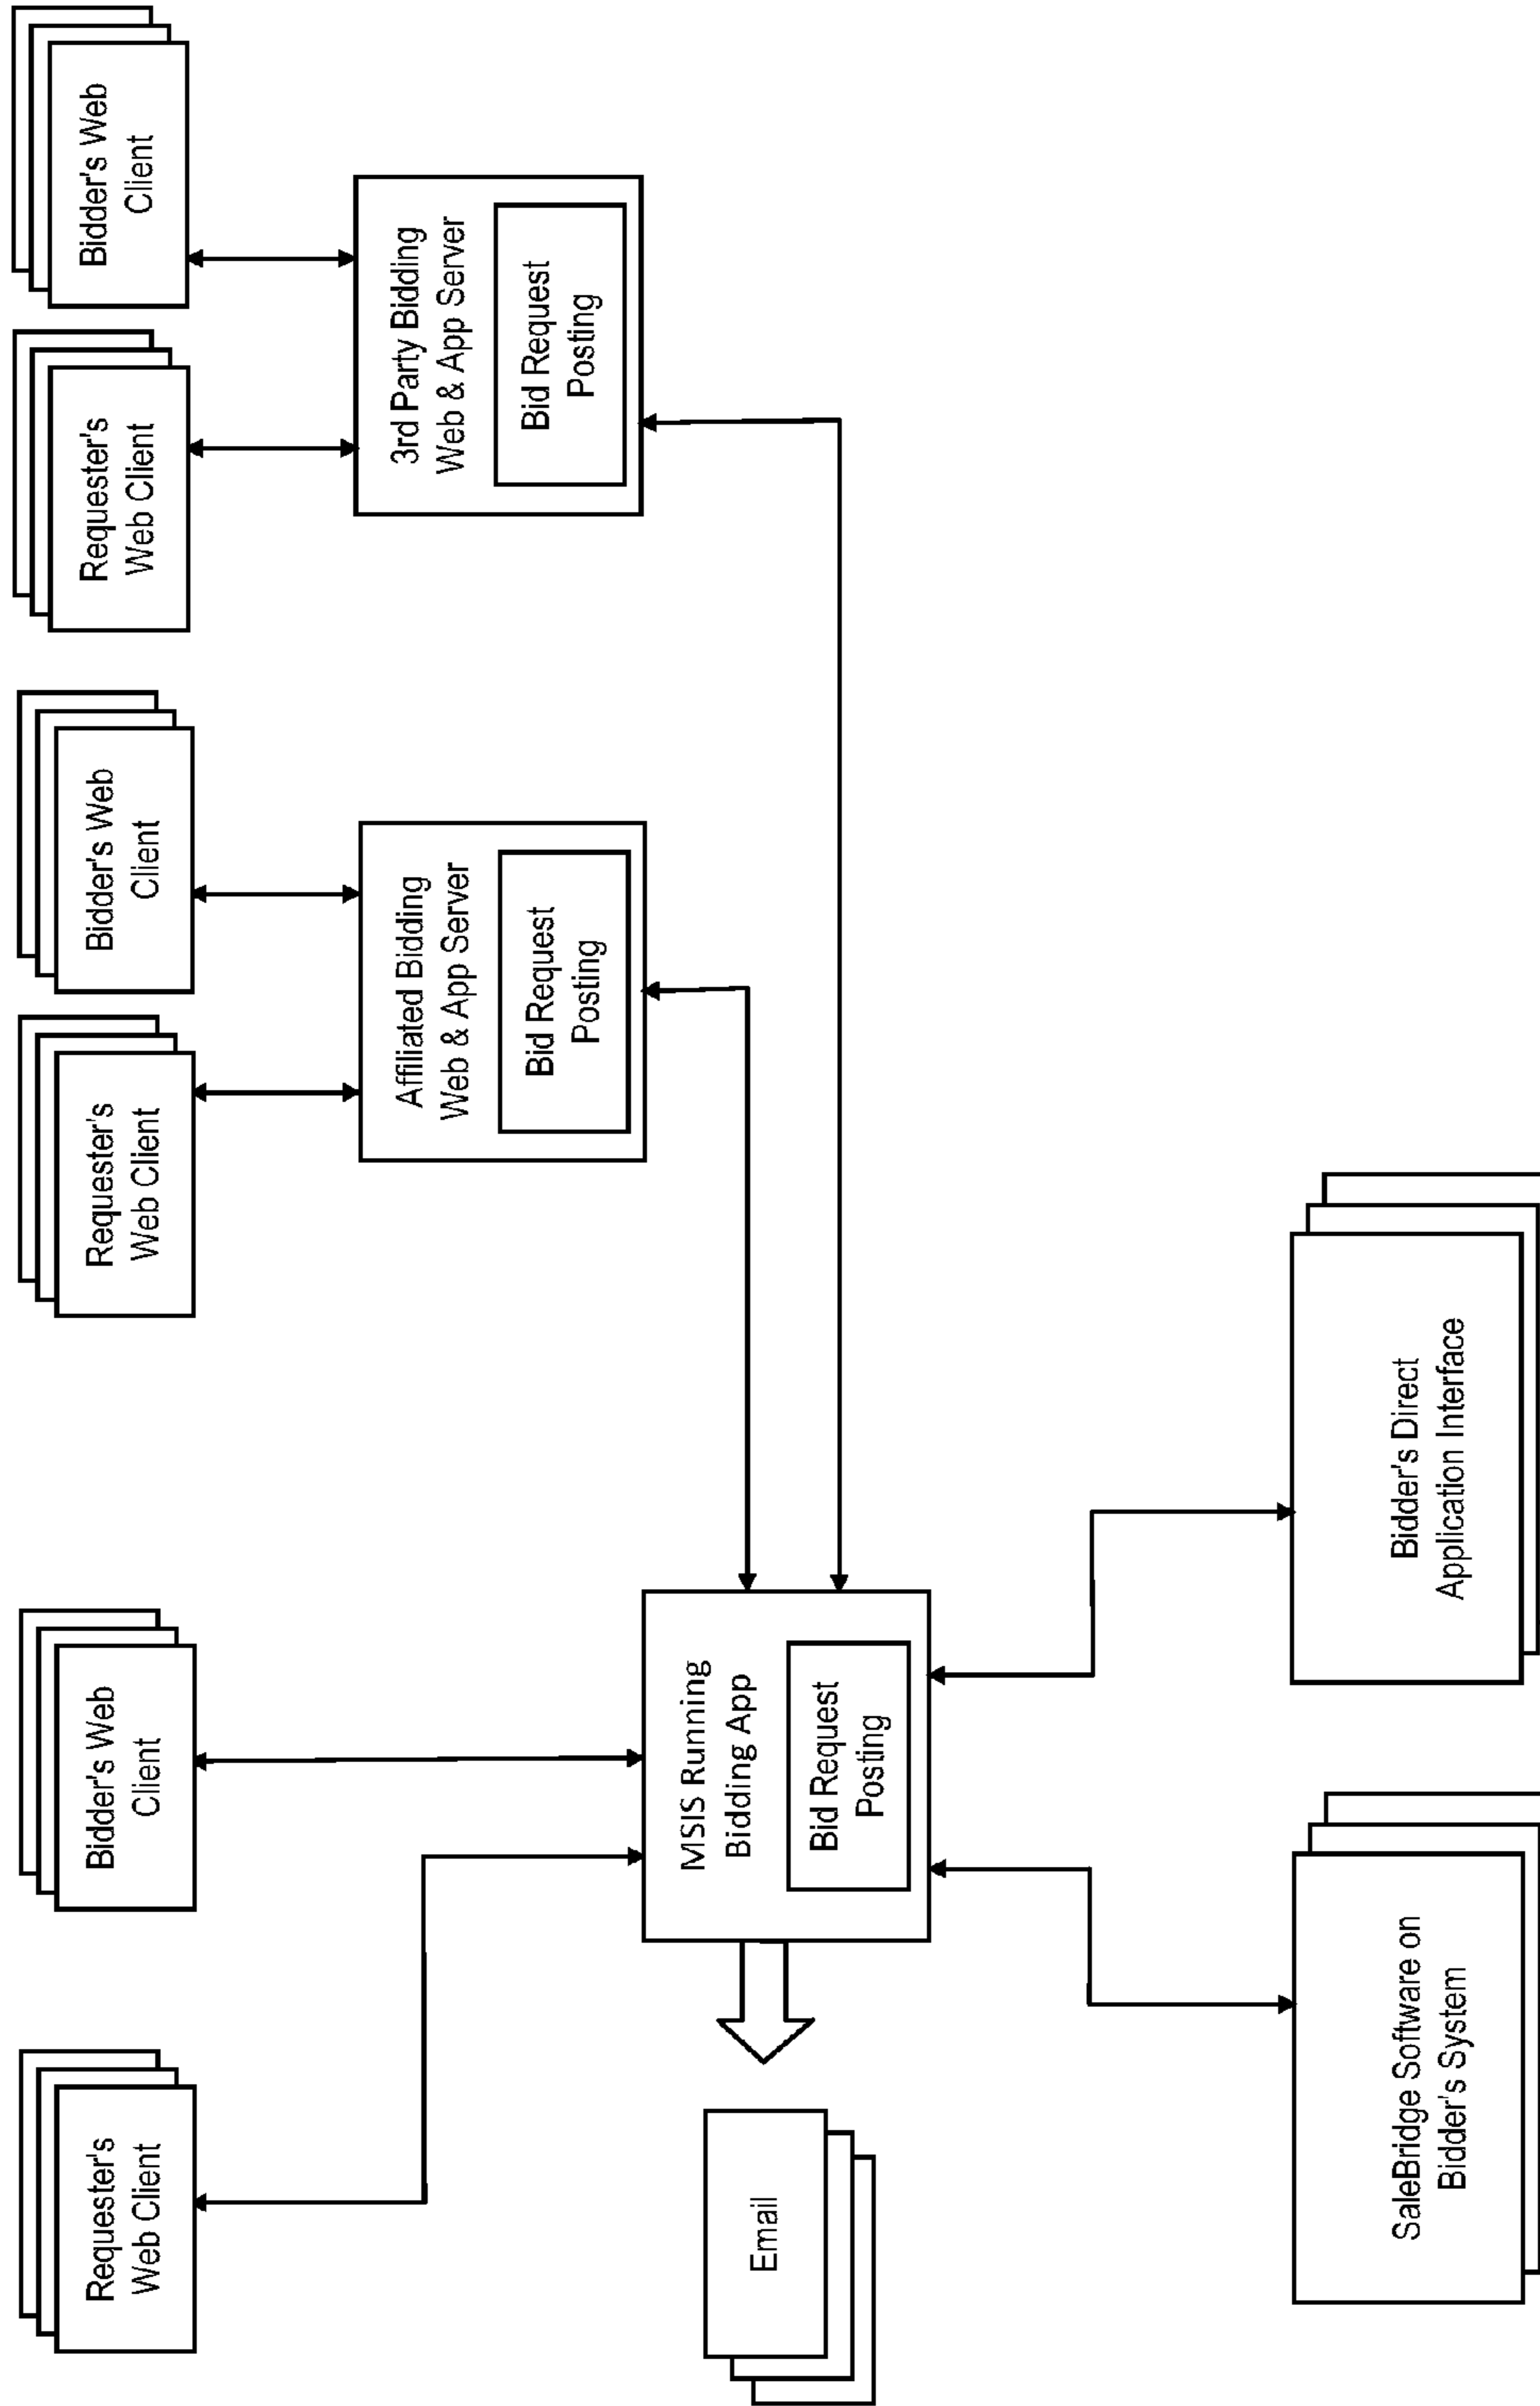 Requester's
Web Client
Bidder's Web
Client
Requester's
Web Client
Bidder's Web
Client
Requester's
Web Client
Bidder's Web
Client
Affiliated Bidding
Web & App Server
Bid Request
Posting
3rd Party Bidding
Web & App Server
Bid Request
Posting
Email
MSIS Running
Bidding App
Bid Request
Posting
SaleBridge Software on
Bidder's System
Bidder's Direct
Application Interface